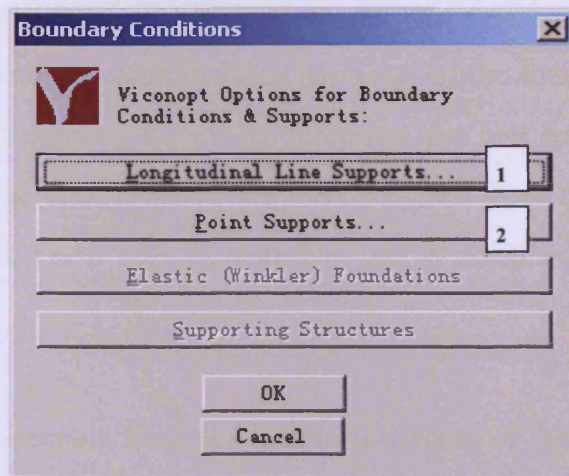 Boundary Conditions
Viconopt Options for Boundary
Conditions & Supports:
Longitudinal Line Supports... 1
Point Supports... 2
Elastic (Winkler) Foundations
Supporting Structures
OK
Cancel